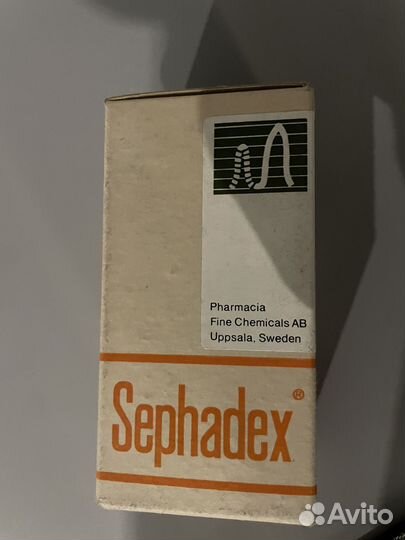 Pharmacia
Fine Chemicals AB
Uppsala, Sweden
Sephadex®
Avito